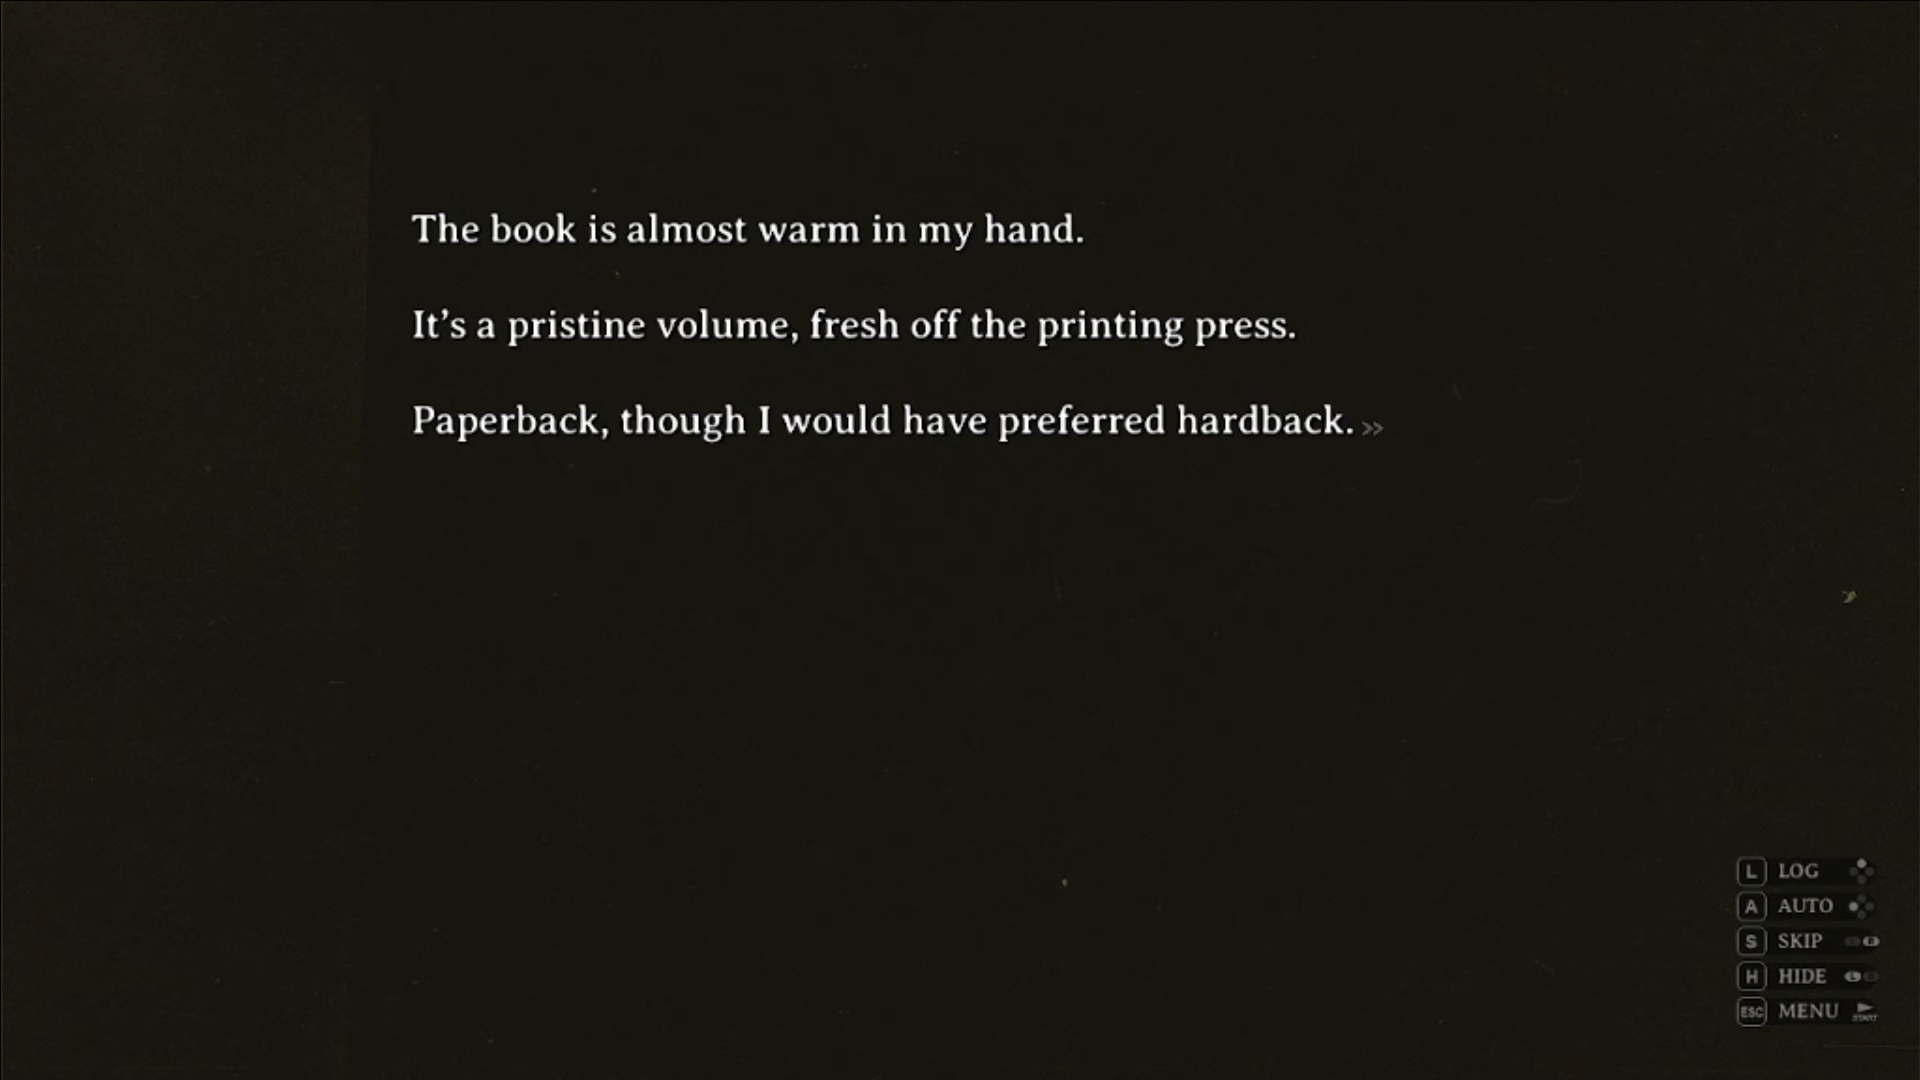 The book is almost warm in my hand.
It’s a pristine volume, fresh off the printing press.
Paperback, though I would have preferred hardback. »
L LOG
A AUTO
S SKIP
H HIDE
ESC MENU START